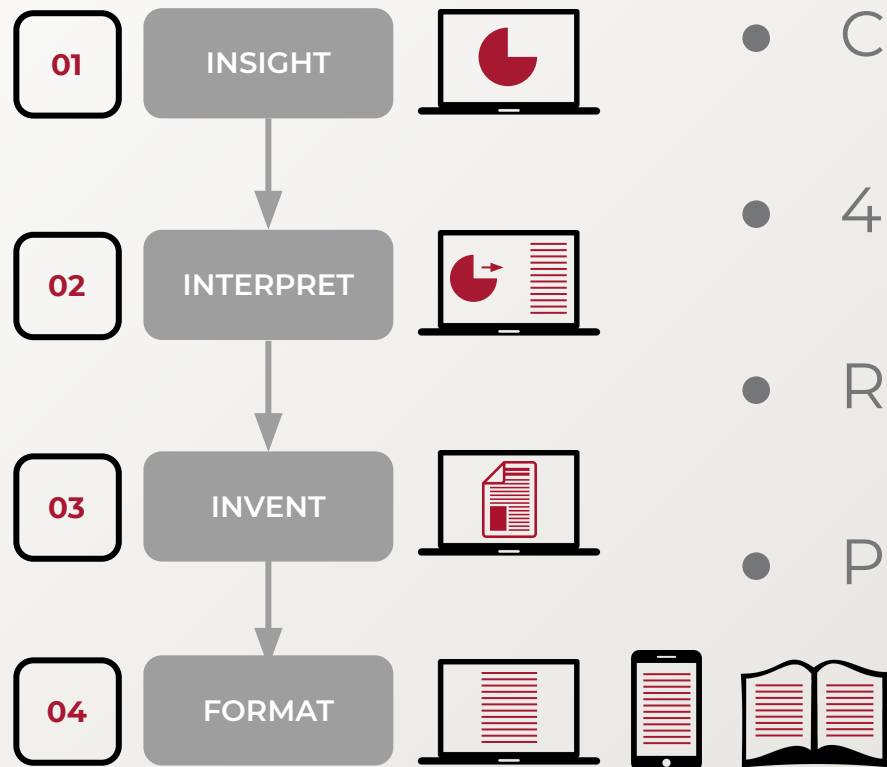 01 INSIGHT
02 INTERPRET
03 INVENT
04 FORMAT
• C
• 4
• R
• P